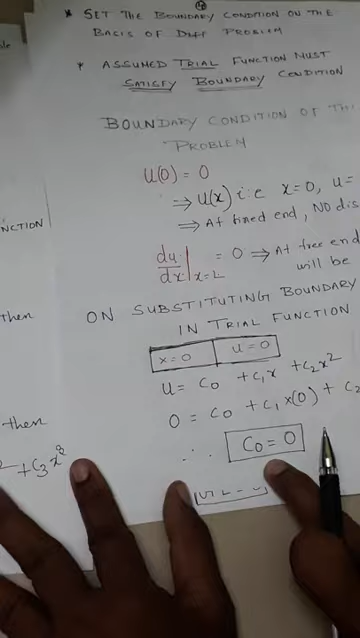 * SET THE BOUNDARY CONDITION ON THE
BASIS OF DIFF PROBLEM
* ASSUMED TRIAL FUNCTION MUST
SATISFY BOUNDARY CONDITION
BOUNDARY CONDITION OF THE
PROBLEM
U(0) = 0
⇒ U(x) i.e x=0, u =
⇒ At fixed end, NO dis
du/dx |x=L = 0 ⇒ At free end
will be
NCTION
then
ON SUBSTITUTING BOUNDARY
IN TRIAL FUNCTION
x=0 u=0
u = C0 + C1x + C2x²
0 = C0 + C1×(0) + C2
then
∴ C0 = 0
+ C3x³